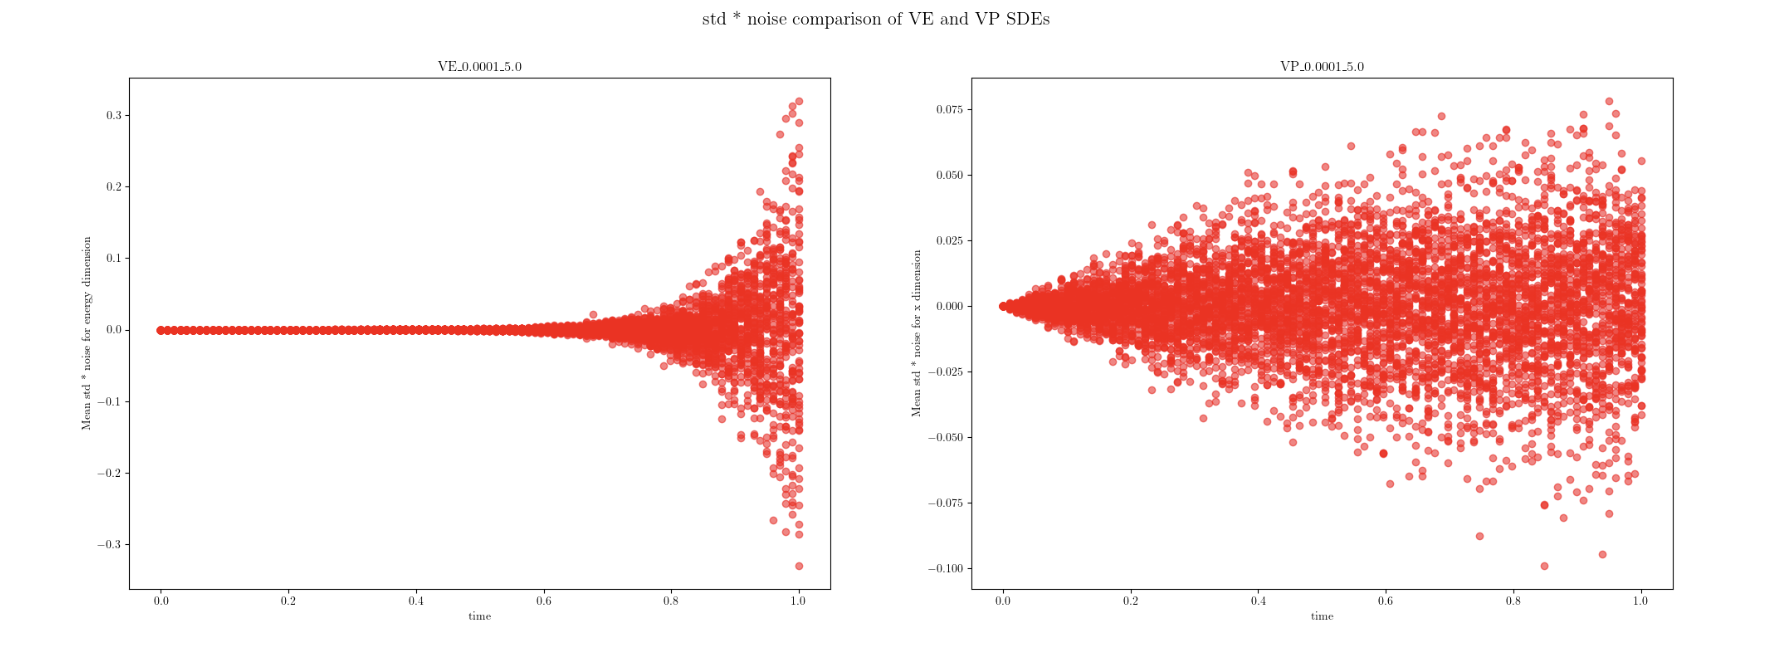 std * noise comparison of VE and VP SDEs
VE_0.0001_5.0
Mean std * noise for energy dimension
0.3
0.2
0.1
0.0
−0.1
−0.2
−0.3
0.0 0.2 0.4 0.6 0.8 1.0
time
VP_0.0001_5.0
Mean std * noise for x dimension
0.075
0.050
0.025
0.000
−0.025
−0.050
−0.075
−0.100
0.0 0.2 0.4 0.6 0.8 1.0
time